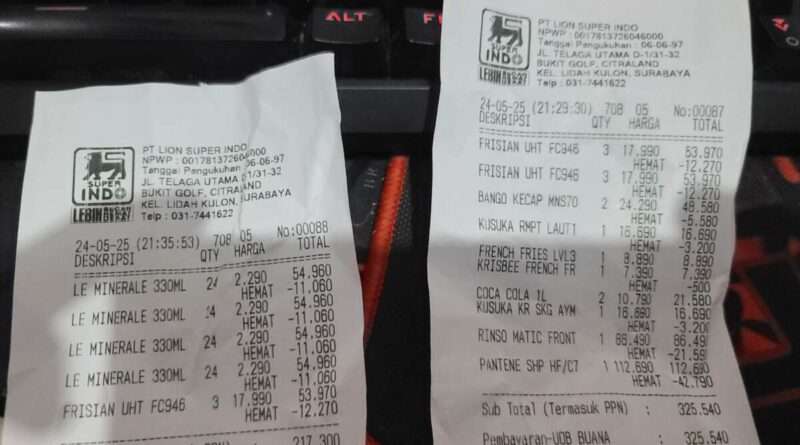 ALT
SUPER
INDO
PT LION SUPER INDO
NPWP : 0017813726046000
Tanggal Pengukuhan : 06-06-97
JL. TELAGA UTAMA D-1/31-32
BUKIT GOLF, CITRALAND
KEL. LIDAH KULON, SURABAYA
Telp : 031-7441622
24-05-25 (21:35:53) 708 05 No:00088
DESKRIPSI QTY HARGA TOTAL
LE MINERALE 330ML 24 2.290 54.960
HEMAT -11.060
LE MINERALE 330ML 24 2.290 54.960
HEMAT -11.060
LE MINERALE 330ML 24 2.290 54.960
HEMAT -11.060
LE MINERALE 330ML 24 2.290 54.960
HEMAT -11.060
FRISIAN UHT FC946 3 17.990 53.970
HEMAT -12.270
217.300
SUPER
INDO
PT LION SUPER INDO
NPWP : 0017813726046000
Tanggal Pengukuhan : 06-06-97
JL. TELAGA UTAMA D-1/31-32
BUKIT GOLF, CITRALAND
KEL. LIDAH KULON, SURABAYA
Telp : 031-7441622
24-05-25 (21:29:30) 708 05 No:00087
DESKRIPSI QTY HARGA TOTAL
FRISIAN UHT FC946 3 17.990 53.970
HEMAT -12.270
FRISIAN UHT FC946 3 17.990 53.970
HEMAT -12.270
BANGO KECAP MNS70 2 24.290 48.580
HEMAT -5.580
KUSUKA RMPT LAUT1 1 16.690 16.690
HEMAT -3.200
FRENCH FRIES LVL3 1 8.890 8.890
KRISBEE FRENCH FR 1 7.390 7.390
HEMAT -500
COCA COLA 1L 2 10.790 21.580
KUSUKA KR SKG AYM 1 16.690 16.690
HEMAT -3.200
RINSO MATIC FRONT 1 86.490 86.490
HEMAT -21.59
PANTENE SHP HF/C7 1 112.690 112.690
HEMAT -42.790
Sub Total (Termasuk PPN) : 325.540
Pembayaran-UOB BUANA : 325.540